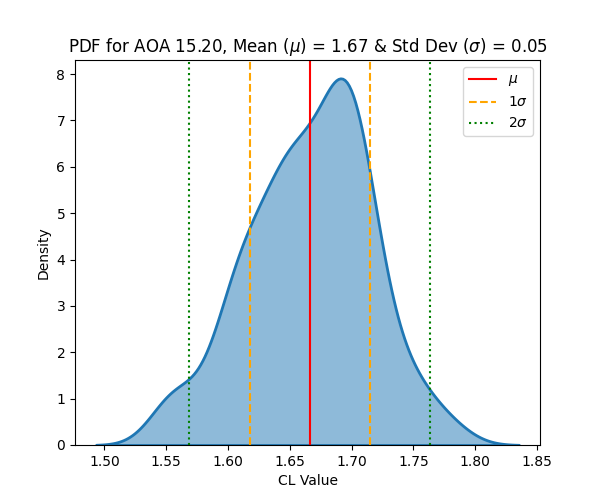 PDF for AOA 15.20, Mean (μ) = 1.67 & Std Dev (σ) = 0.05
μ
1σ
2σ
8
7
6
5
4
3
2
1
0
Density
1.50 1.55 1.60 1.65 1.70 1.75 1.80 1.85
CL Value